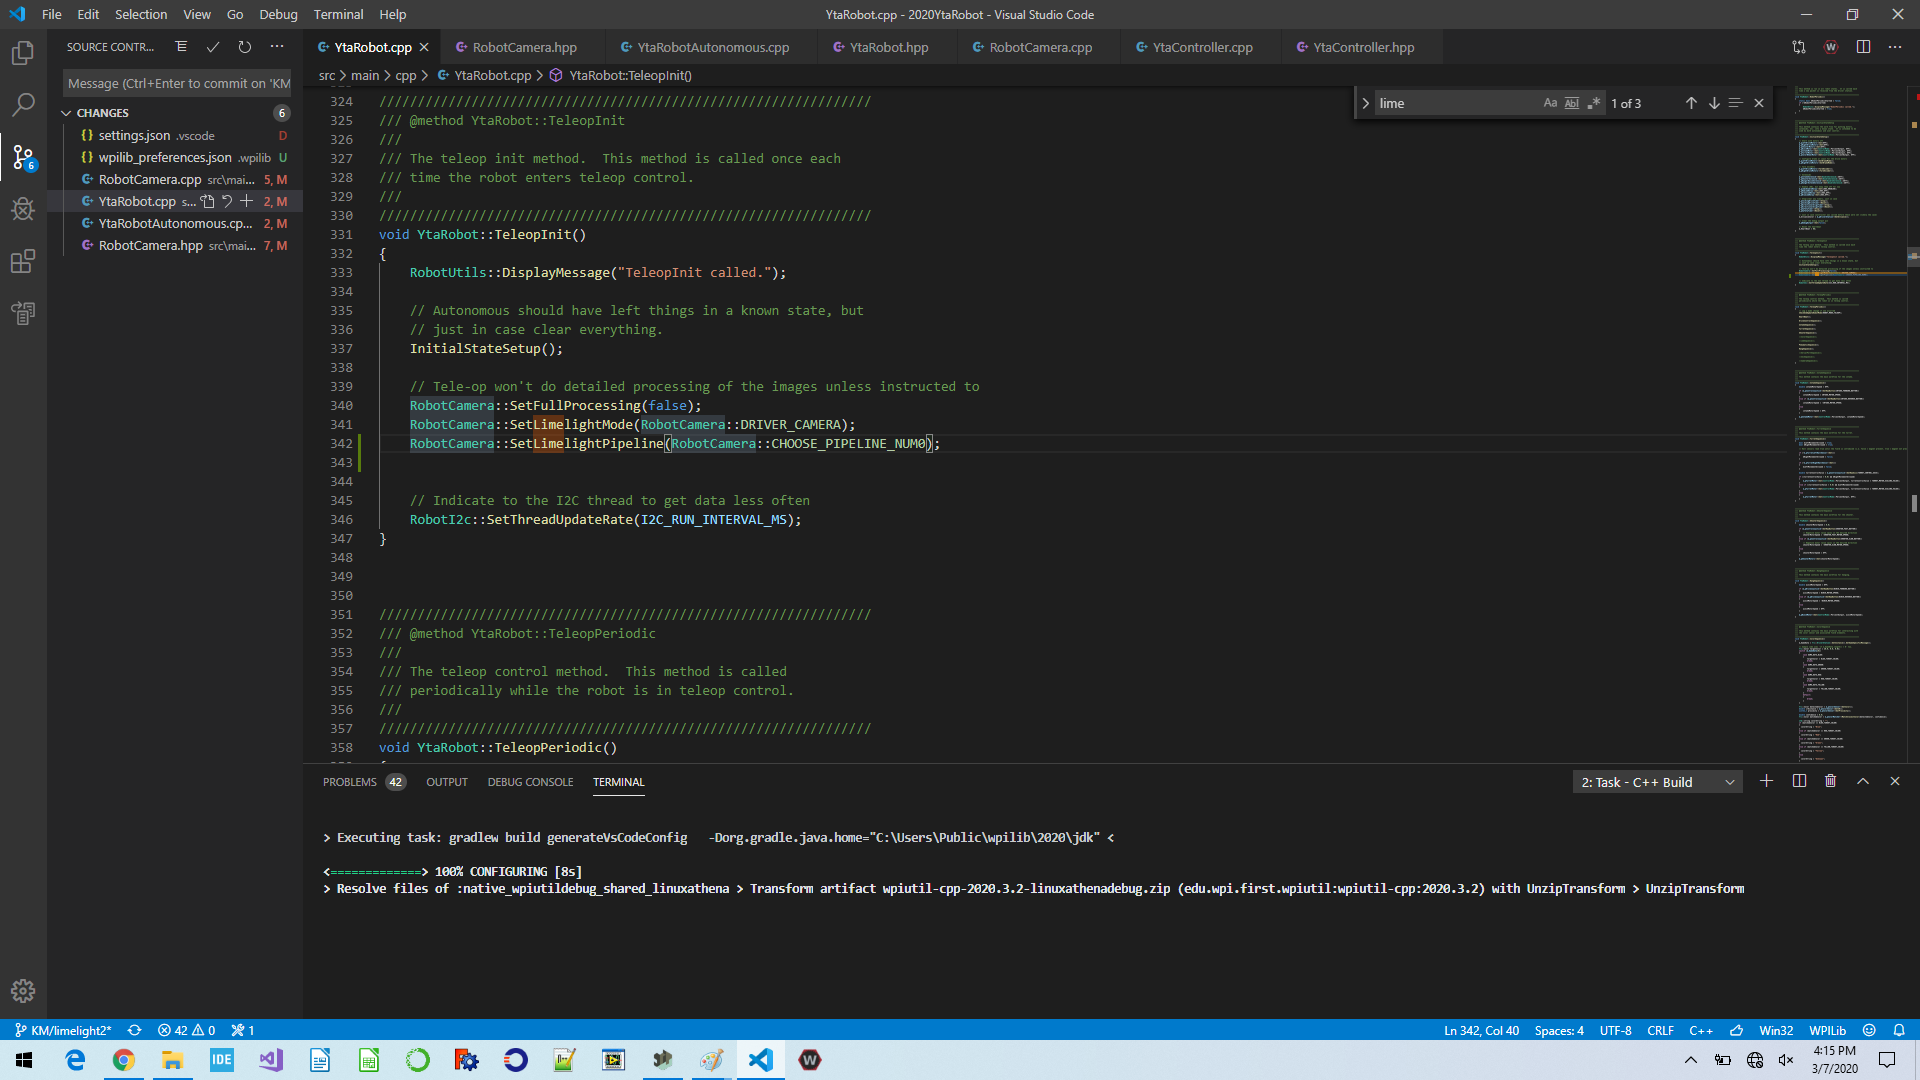 File Edit Selection View Go Debug Terminal Help
YtaRobot.cpp - 2020YtaRobot - Visual Studio Code
SOURCE CONTR...
Message (Ctrl+Enter to commit on 'KM
CHANGES 6
settings.json .vscode D
wpilib_preferences.json .wpilib U
RobotCamera.cpp src\mai... 5, M
YtaRobot.cpp s... 2, M
YtaRobotAutonomous.cp... 2, M
RobotCamera.hpp src\mai... 7, M
6
YtaRobot.cpp RobotCamera.hpp YtaRobotAutonomous.cpp YtaRobot.hpp RobotCamera.cpp YtaController.cpp YtaController.hpp
src > main > cpp > YtaRobot.cpp > YtaRobot::TeleopInit()
lime Aa Abl .* 1 of 3
324 ////////////////////////////////////////////////////////////////
325 /// @method YtaRobot::TeleopInit
326 ///
327 /// The teleop init method.  This method is called once each
328 /// time the robot enters teleop control.
329 ///
330 ////////////////////////////////////////////////////////////////
331 void YtaRobot::TeleopInit()
332 {
333 RobotUtils::DisplayMessage("TeleopInit called.");
334
335 // Autonomous should have left things in a known state, but
336 // just in case clear everything.
337 InitialStateSetup();
338
339 // Tele-op won't do detailed processing of the images unless instructed to
340 RobotCamera::SetFullProcessing(false);
341 RobotCamera::SetLimelightMode(RobotCamera::DRIVER_CAMERA);
342 RobotCamera::SetLimelightPipeline(RobotCamera::CHOOSE_PIPELINE_NUM0);
343
344
345 // Indicate to the I2C thread to get data less often
346 RobotI2c::SetThreadUpdateRate(I2C_RUN_INTERVAL_MS);
347 }
348
349
350
351 ////////////////////////////////////////////////////////////////
352 /// @method YtaRobot::TeleopPeriodic
353 ///
354 /// The teleop control method.  This method is called
355 /// periodically while the robot is in teleop control.
356 ///
357 ////////////////////////////////////////////////////////////////
358 void YtaRobot::TeleopPeriodic()
PROBLEMS 42 OUTPUT DEBUG CONSOLE TERMINAL
2: Task - C++ Build
> Executing task: gradlew build generateVsCodeConfig   -Dorg.gradle.java.home="C:\Users\Public\wpilib\2020\jdk" <
<=============> 100% CONFIGURING [8s]
> Resolve files of :native_wpiutildebug_shared_linuxathena > Transform artifact wpiutil-cpp-2020.3.2-linuxathenadebug.zip (edu.wpi.first.wpiutil:wpiutil-cpp:2020.3.2) with UnzipTransform > UnzipTransform
KM/limelight2* 42 0 1
Ln 342, Col 40 Spaces: 4 UTF-8 CRLF C++ Win32 WPILib
IDE
4:15 PM
3/7/2020